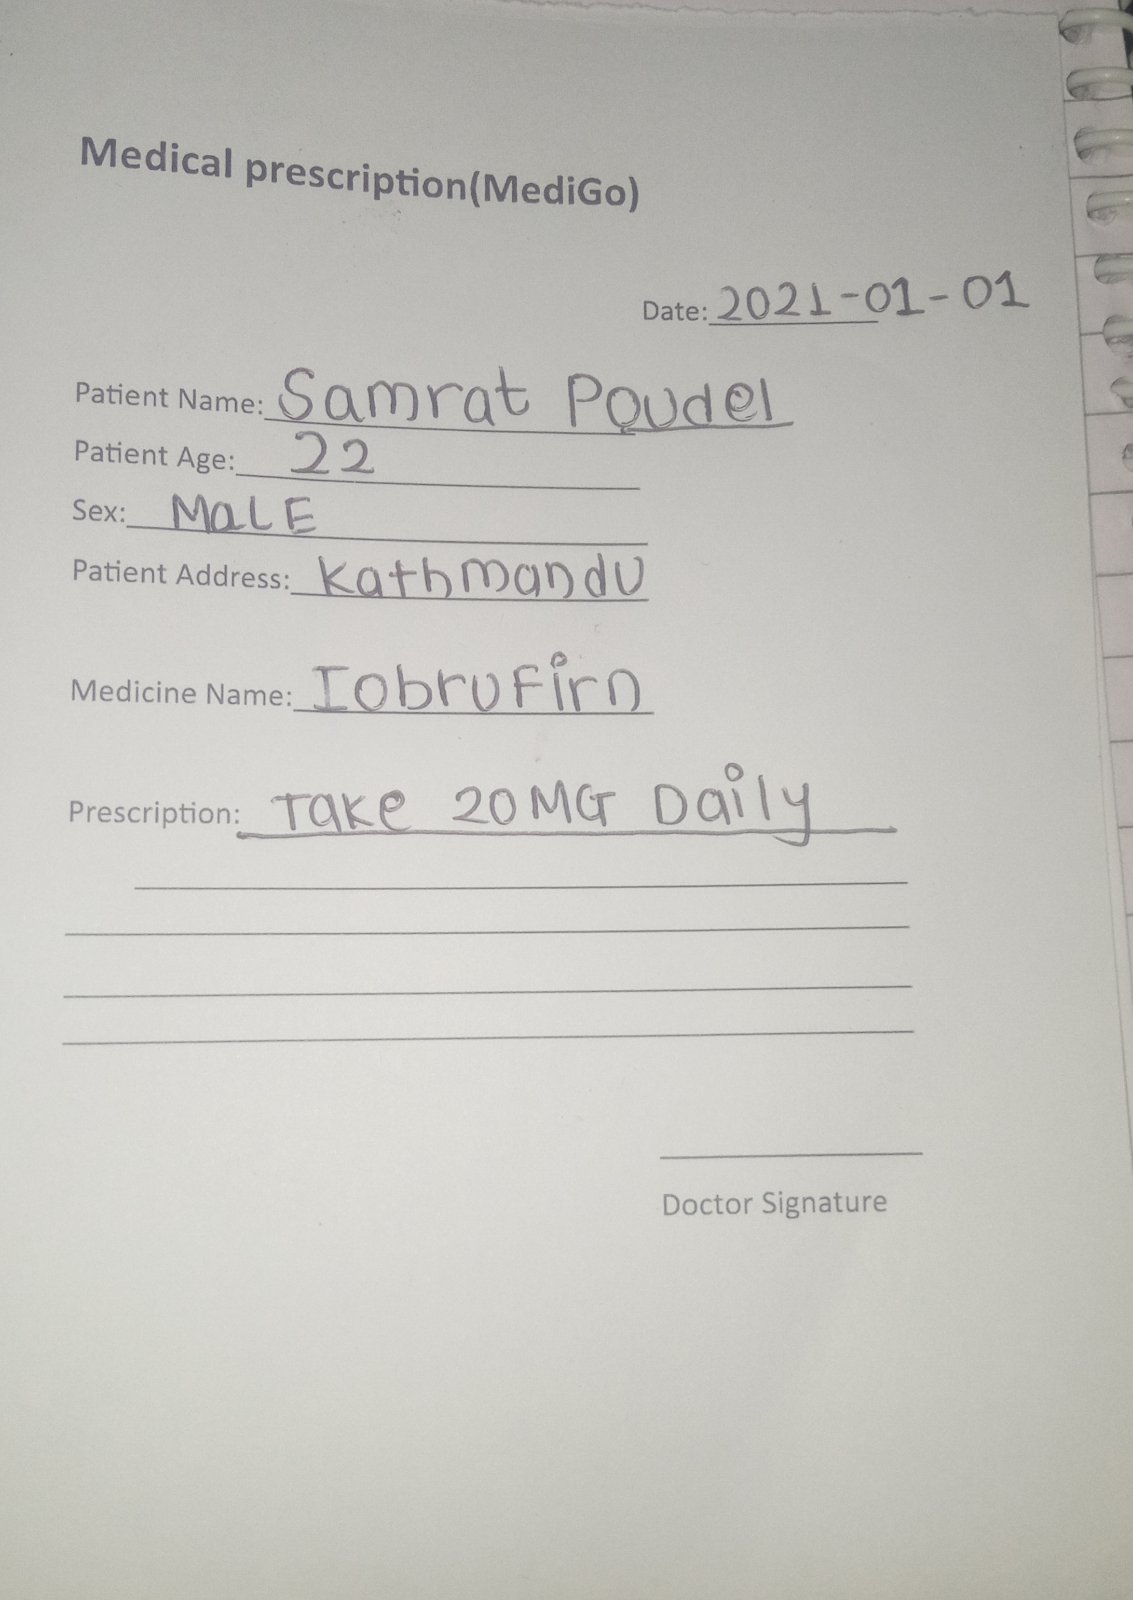 Medical prescription(MediGo)
Date: 2021-01-01
Patient Name: Samrat Poudel
Patient Age: 22
Sex: MaLE
Patient Address: Kathmandu
Medicine Name: IobruFirn
Prescription: Take 20MG Daily
Doctor Signature